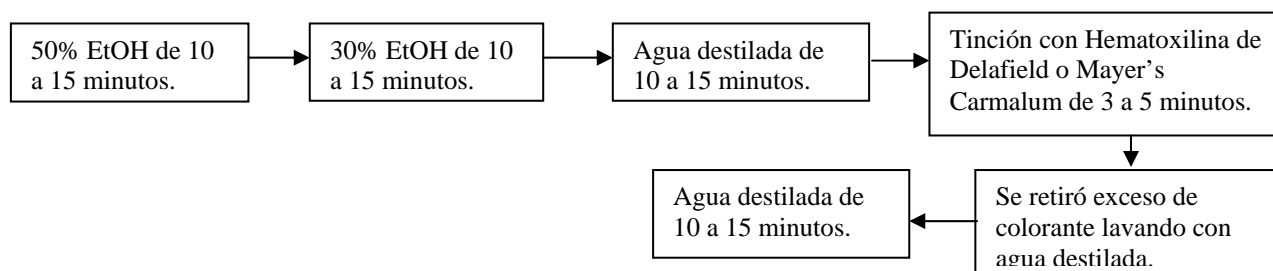 50% EtOH de 10
a 15 minutos.
30% EtOH de 10
a 15 minutos.
Agua destilada de
10 a 15 minutos.
Tinción con Hematoxilina de
Delafield o Mayer’s
Carmalum de 3 a 5 minutos.
Se retiró exceso de
colorante lavando con
agua destilada.
Agua destilada de
10 a 15 minutos.